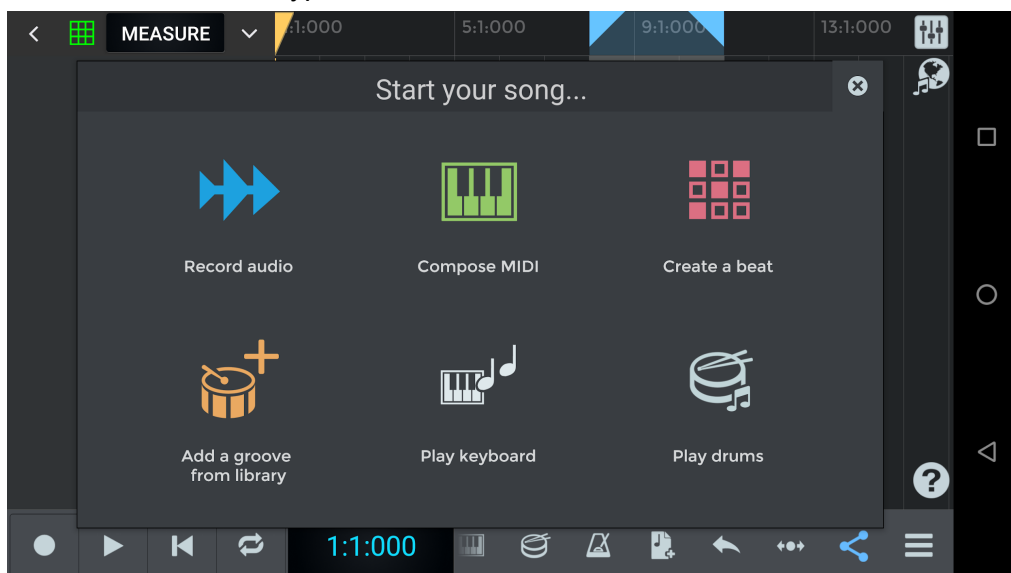 MEASURE
:1:000
5:1:000
9:1:000
13:1:000
Start your song...
Record audio
Compose MIDI
Create a beat
Add a groove
from library
Play keyboard
Play drums
?
1:1:000